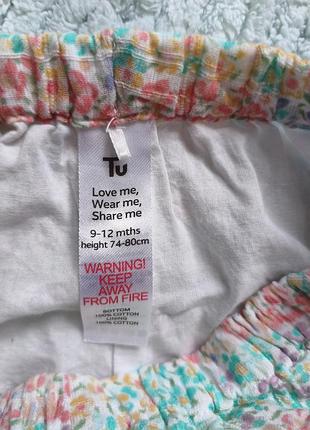 Tu
Love me,
Wear me,
Share me
9-12 mths
height 74-80cm
WARNING!
KEEP
AWAY
FROM FIRE
BOTTOM
100% COTTON
LINING
100% COTTON